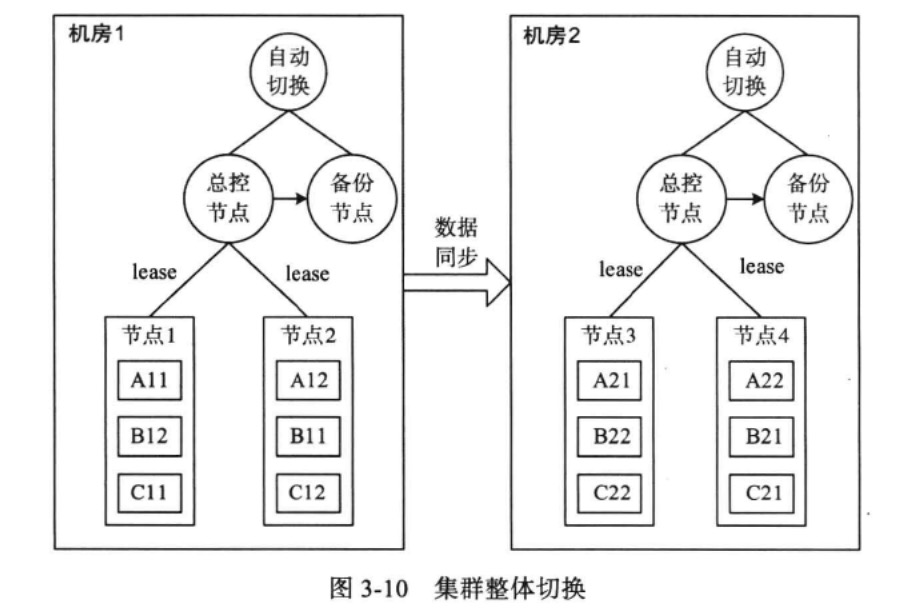 机房1
自动
切换
总控
节点
备份
节点
lease
lease
节点1
A11
B12
C11
节点2
A12
B11
C12
数据
同步
机房2
自动
切换
总控
节点
备份
节点
lease
lease
节点3
A21
B22
C22
节点4
A22
B21
C21
图 3-10 集群整体切换